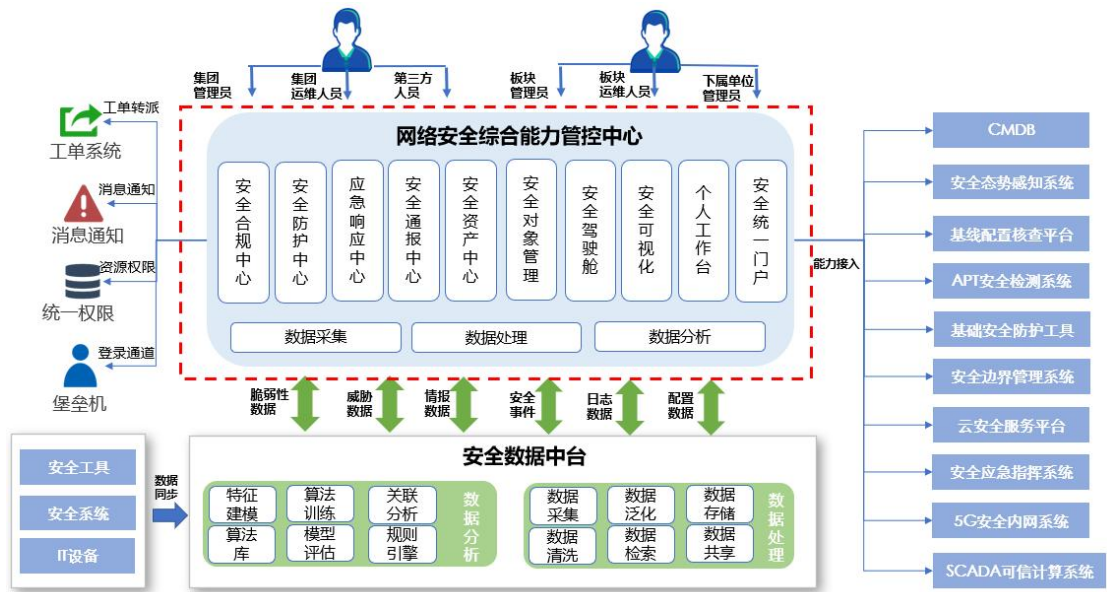 集团
管理员
集团
运维人员
第三方
人员
板块
管理员
板块
运维人员
下属单位
管理员
工单转派
工单系统
消息通知
消息通知
资源权限
统一权限
登录通道
堡垒机
网络安全综合能力管控中心
安全合规中心
安全防护中心
应急响应中心
安全通报中心
安全资产中心
安全对象管理
安全驾驶舱
安全可视化
个人工作台
安全统一门户
数据采集
数据处理
数据分析
能力接入
CMDB
安全态势感知系统
基线配置核查平台
APT安全检测系统
基础安全防护工具
安全边界管理系统
云安全服务平台
安全应急指挥系统
5G安全内网系统
SCADA可信计算系统
脆弱性
数据
威胁
数据
情报
数据
安全
事件
日志
数据
配置
数据
安全工具
安全系统
IT设备
数据
同步
安全数据中台
特征
建模
算法
训练
关联
分析
算法
库
模型
评估
规则
引擎
数据分析
数据
采集
数据
泛化
数据
存储
数据
清洗
数据
检索
数据
共享
数据处理